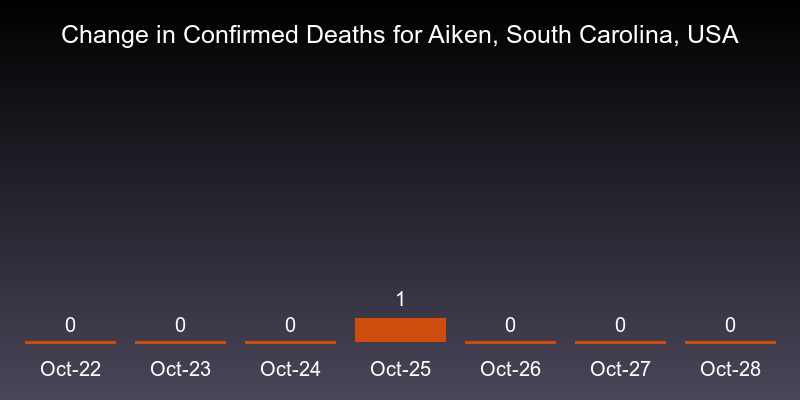 Change in Confirmed Deaths for Aiken, South Carolina, USA
1
0 0 0 0 0 0
Oct-22 Oct-23 Oct-24 Oct-25 Oct-26 Oct-27 Oct-28